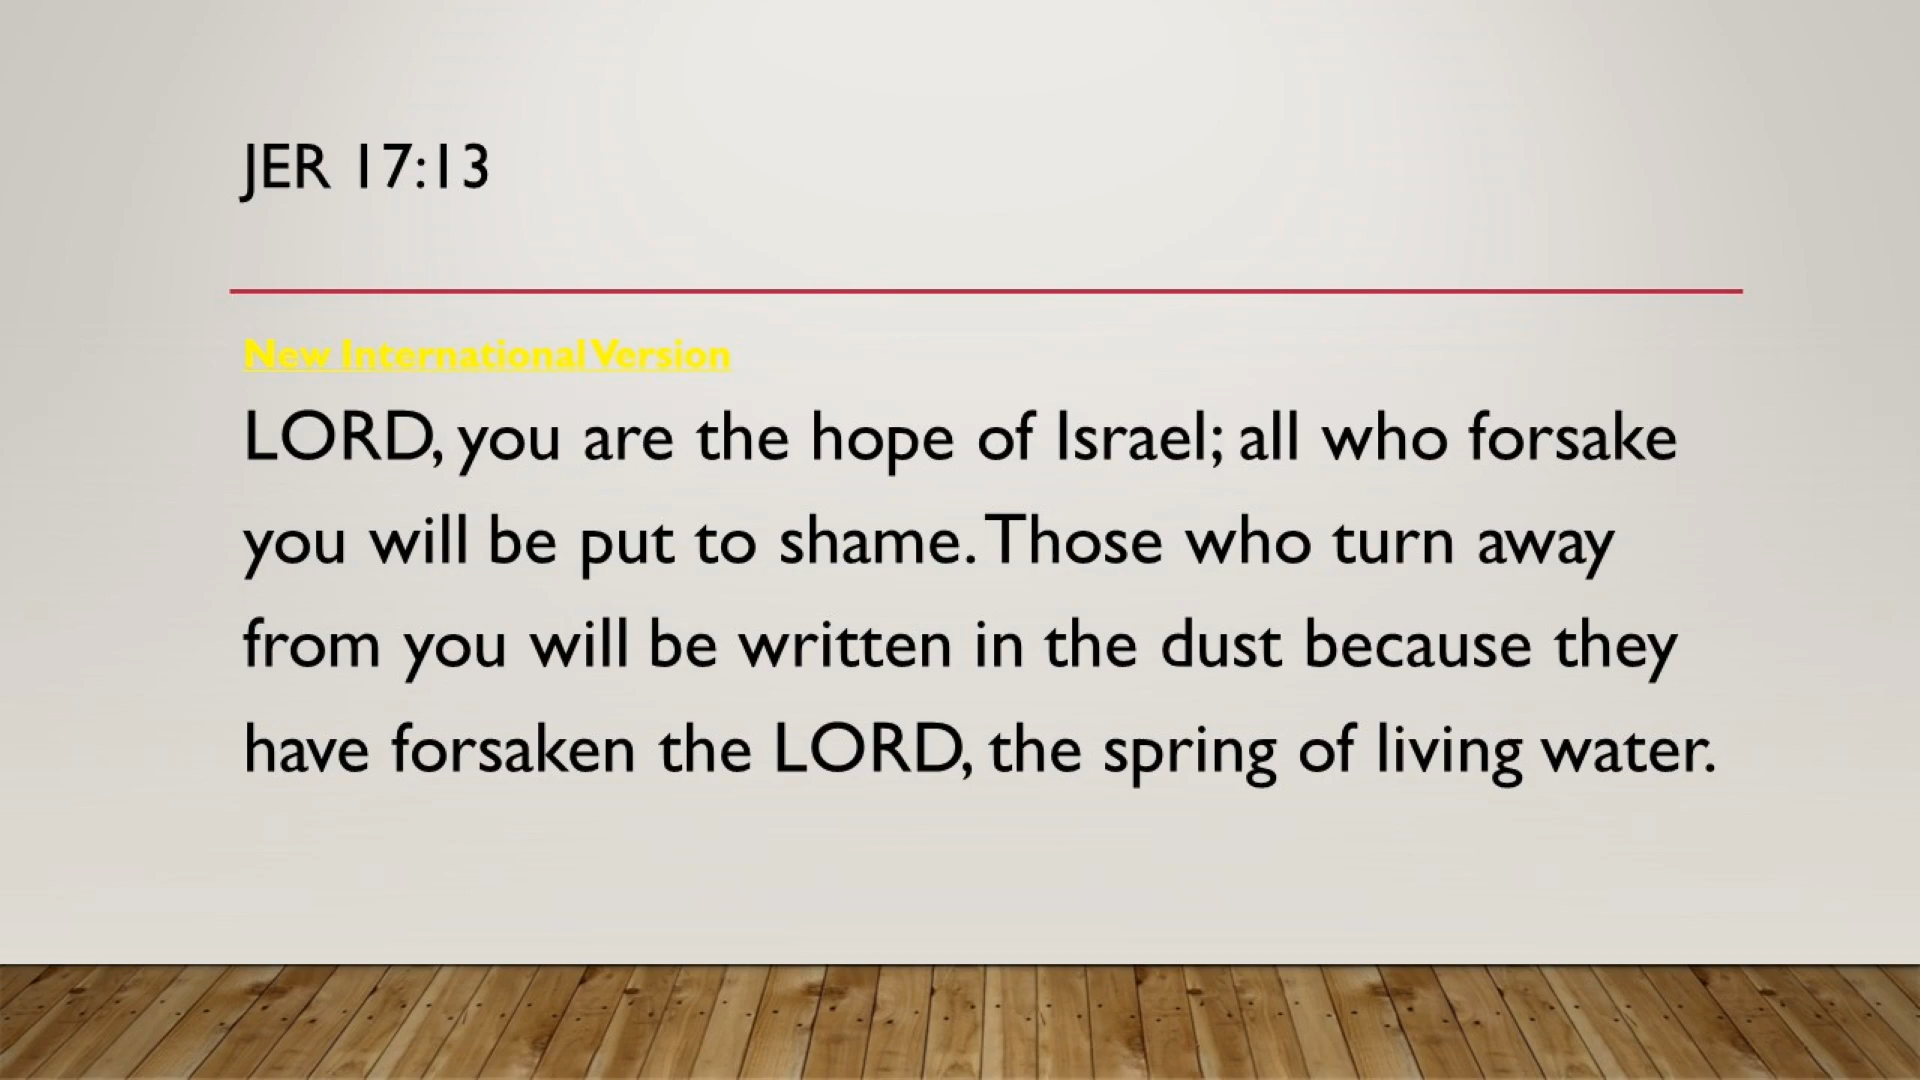 JER 17:13
New International Version
LORD, you are the hope of Israel; all who forsake
you will be put to shame. Those who turn away
from you will be written in the dust because they
have forsaken the LORD, the spring of living water.